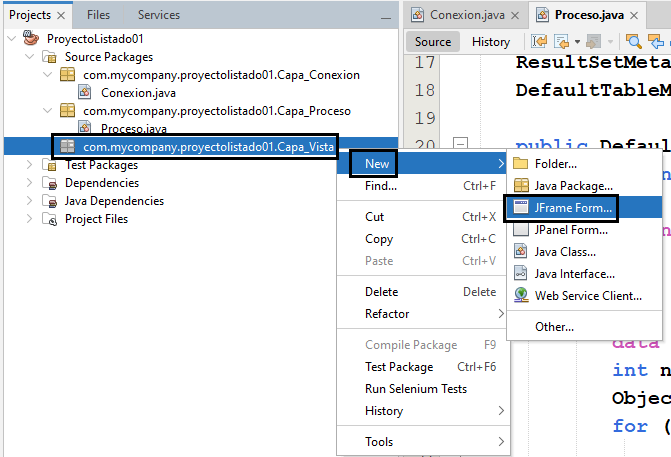 Projects
Files
Services
ProyectoListado01
Source Packages
com.mycompany.proyectolistado01.Capa_Conexion
Conexion.java
com.mycompany.proyectolistado01.Capa_Proceso
Proceso.java
com.mycompany.proyectolistado01.Capa_Vista
Test Packages
Dependencies
Java Dependencies
Project Files
Conexion.java
Proceso.java
Source
History
17 ResultSetMeta
18 DefaultTableM
19
20 public Defau
New
Find... Ctrl+F
Cut Ctrl+X
Copy Ctrl+C
Paste Ctrl+V
Delete Delete
Refactor
Compile Package F9
Test Package Ctrl+F6
Run Selenium Tests
History
Tools
Folder...
Java Package...
JFrame Form...
JPanel Form...
Java Class...
Java Interface...
Web Service Client...
Other...
data
int n
Objec
for (